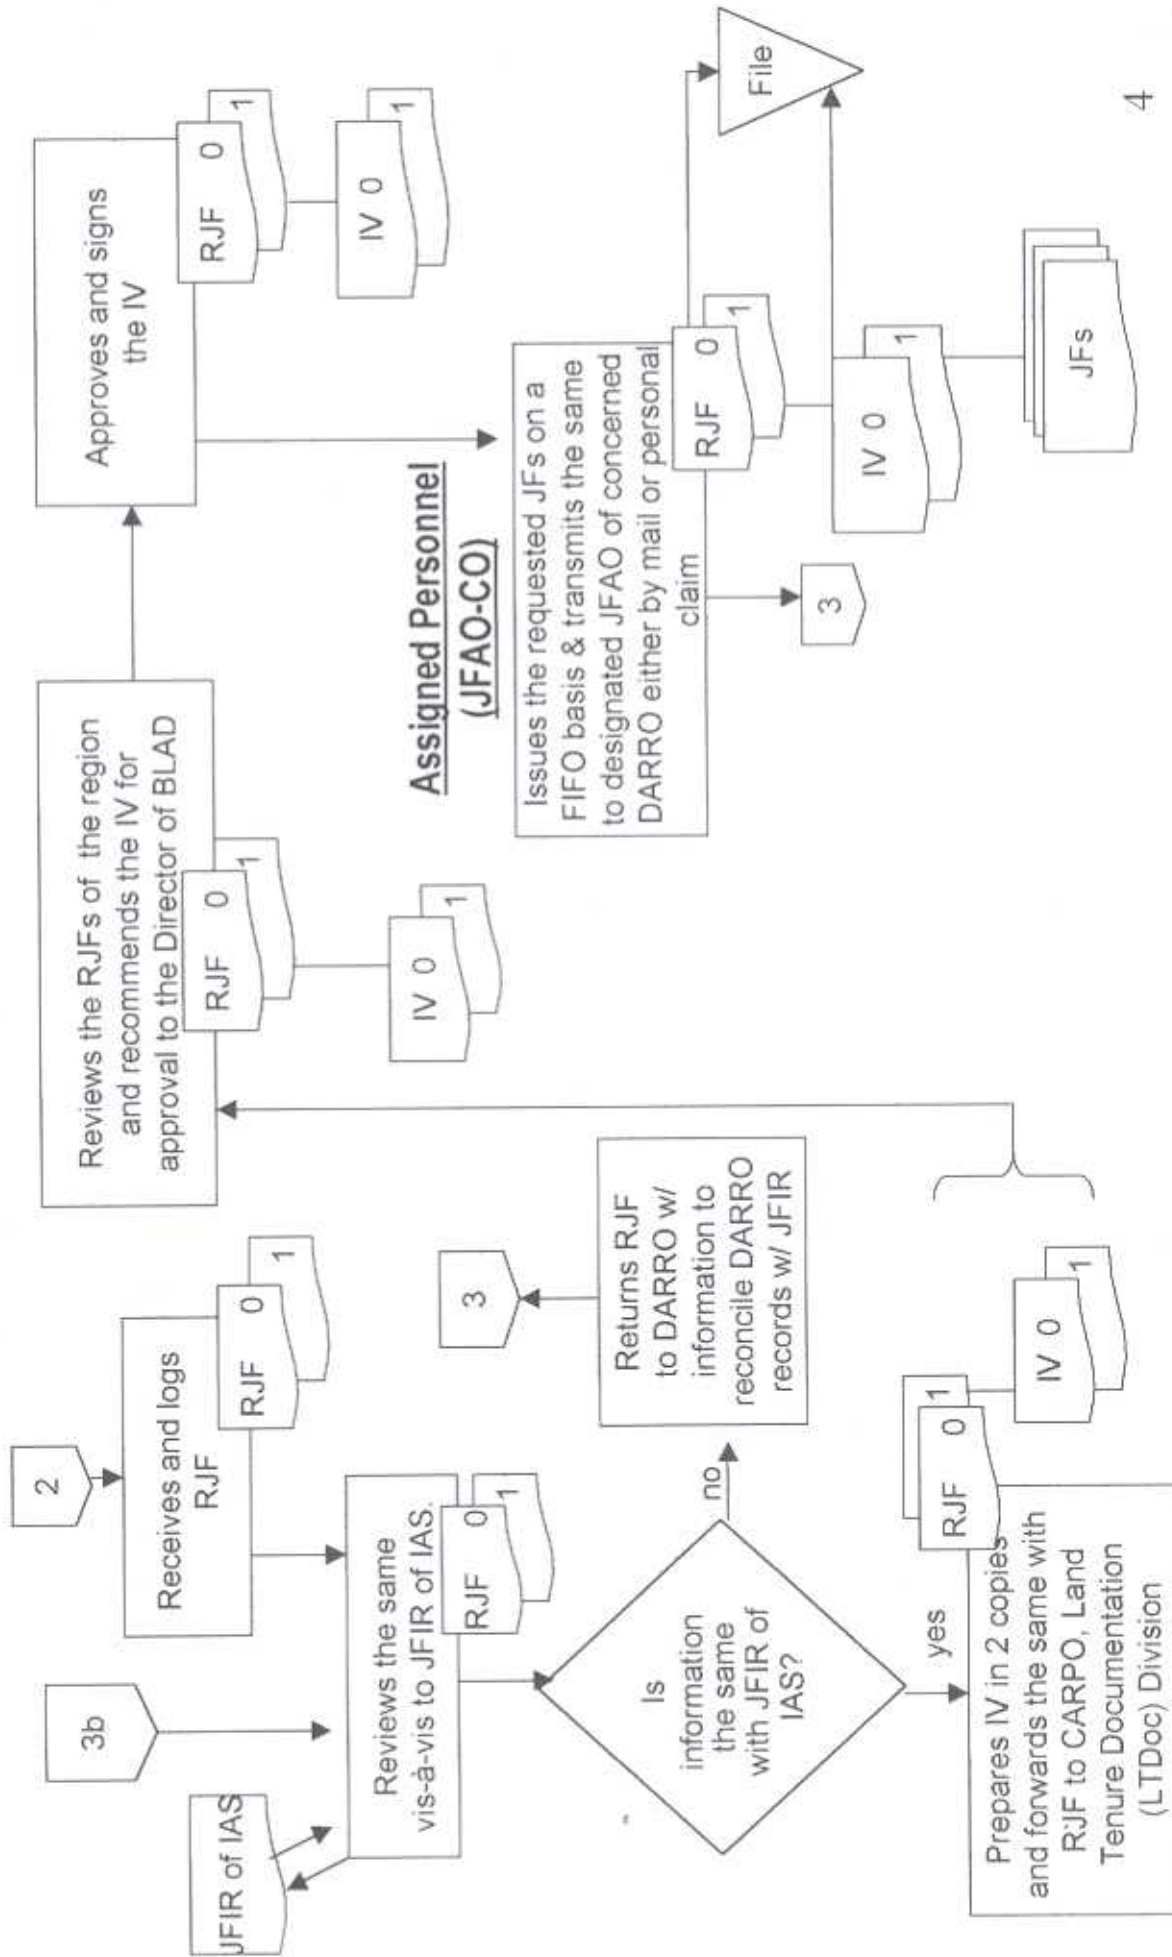 2
Receives and logs
RJF
RJF 0
1
3b
JFIR of IAS
Reviews the same
vis-à-vis to JFIR of IAS.
RJF 0
1
Is
information
the same
with JFIR of
IAS?
no
yes
3
Returns RJF
to DARRO w/
information to
reconcile DARRO
records w/ JFIR
Prepares IV in 2 copies
and forwards the same with
RJF to CARPO, Land
Tenure Documentation
(LTDoc) Division
RJF 0
1
IV 0
1
Reviews the RJFs of the region
and recommends the IV for
approval to the Director of BLAD
RJF 0
1
IV 0
1
Approves and signs
the IV
RJF 0
1
IV 0
1
Assigned Personnel
(JFAO-CO)
Issues the requested JFs on a
FIFO basis & transmits the same
to designated JFAO of concerned
DARRO either by mail or personal
claim
RJF 0
1
3
IV 0
1
JFs
File
4